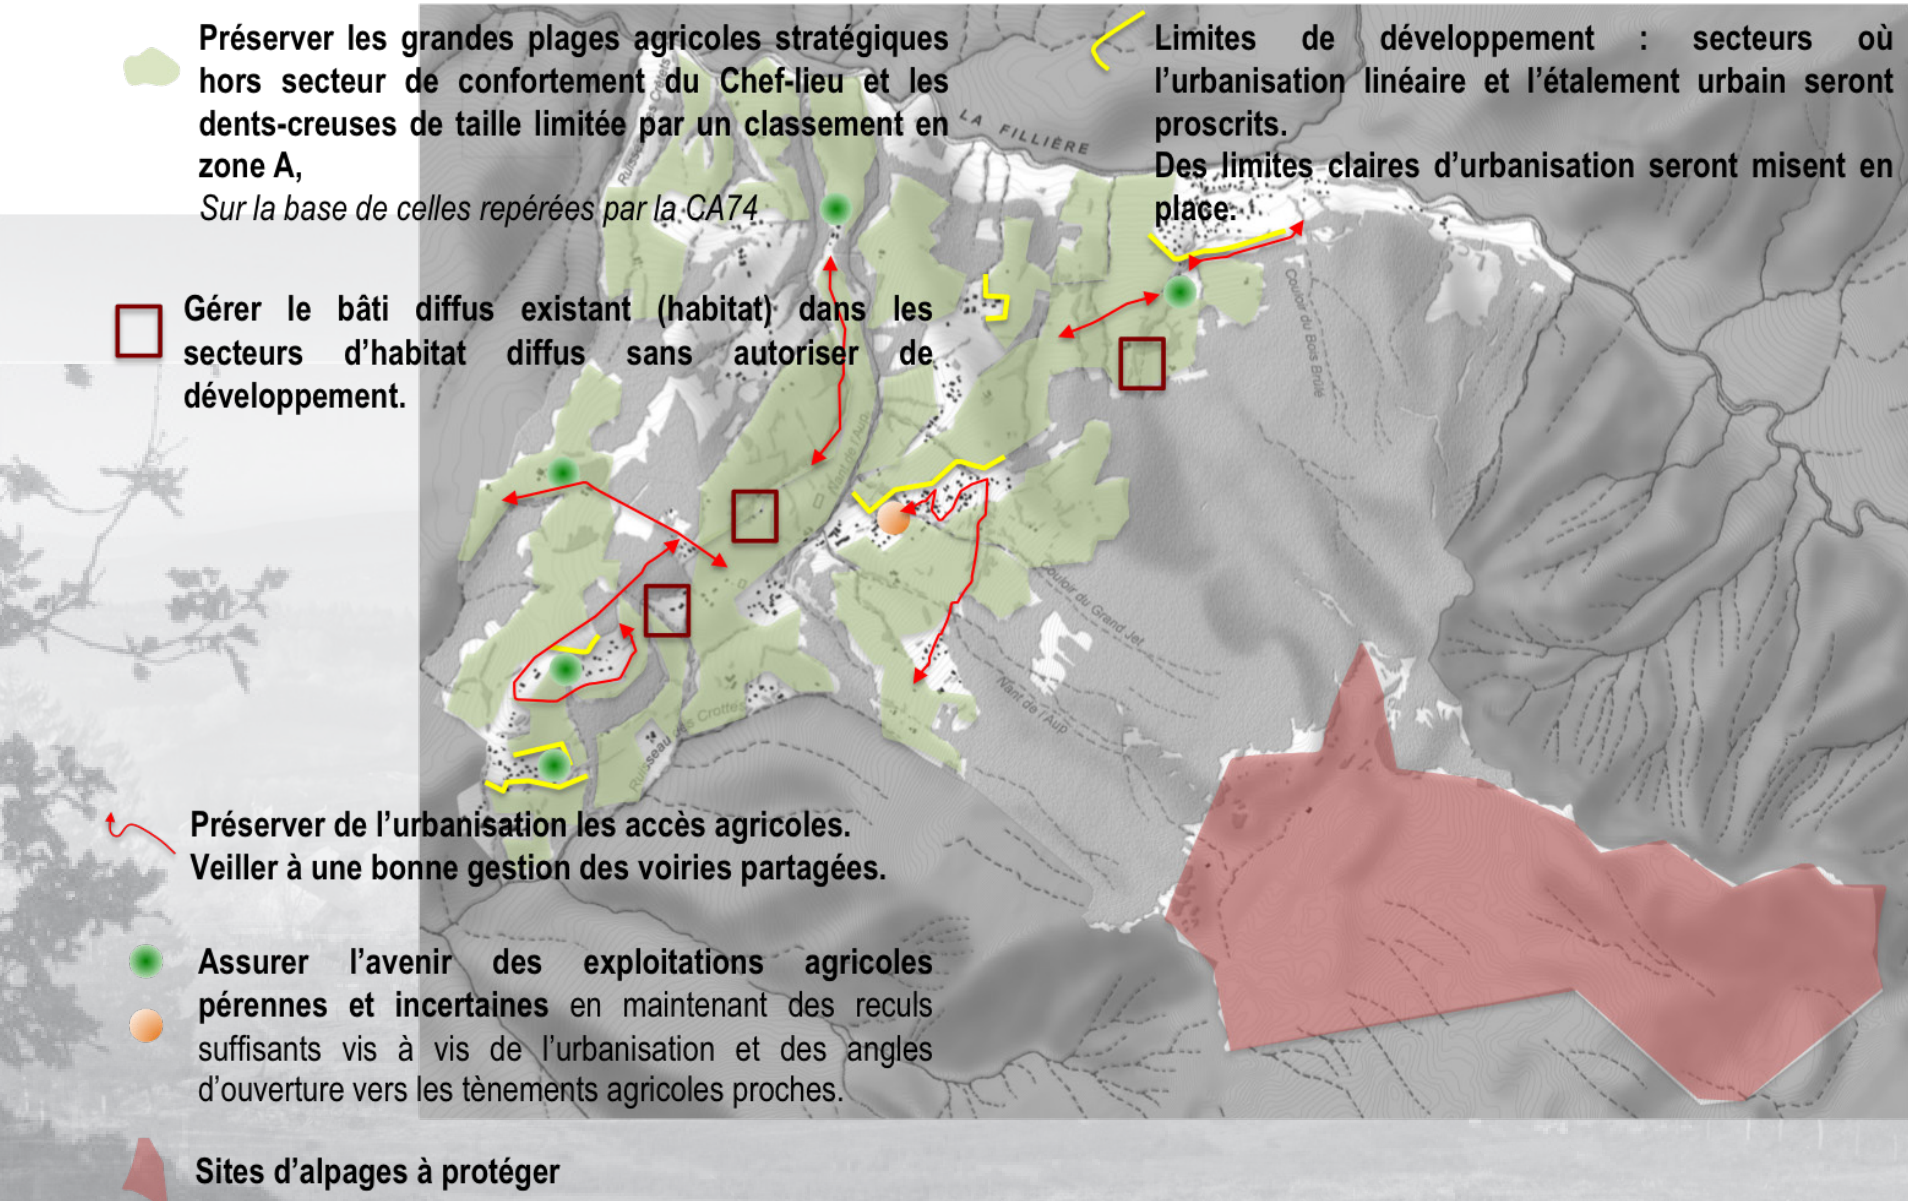 Préserver les grandes plages agricoles stratégiques
hors secteur de confortement du Chef-lieu et les
dents-creuses de taille limitée par un classement en
zone A,
Sur la base de celles repérées par la CA74
Limites de développement : secteurs où
l'urbanisation linéaire et l'étalement urbain seront
proscrits.
Des limites claires d'urbanisation seront misent en
place.
LA FILLIÈRE
Gérer le bâti diffus existant (habitat) dans les
secteurs d'habitat diffus sans autoriser de
développement.
Couloir du Bois Brûlé
Nant de l'Aup
Couloir du Grand Jet
Nant de l'Aup
Ruisseau des Crottes
Préserver de l'urbanisation les accès agricoles.
Veiller à une bonne gestion des voiries partagées.
Assurer l'avenir des exploitations agricoles
pérennes et incertaines en maintenant des reculs
suffisants vis à vis de l'urbanisation et des angles
d'ouverture vers les tènements agricoles proches.
Sites d'alpages à protéger